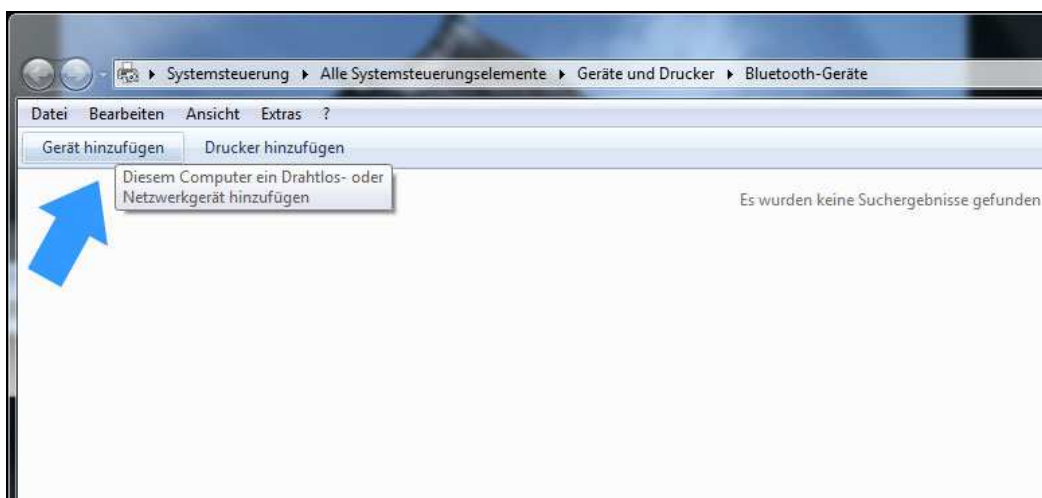 Systemsteuerung Alle Systemsteuerungselemente Geräte und Drucker Bluetooth-Geräte
Datei Bearbeiten Ansicht Extras ?
Gerät hinzufügen Drucker hinzufügen
Diesem Computer ein Drahtlos- oder
Netzwerkgerät hinzufügen
Es wurden keine Suchergebnisse gefunden